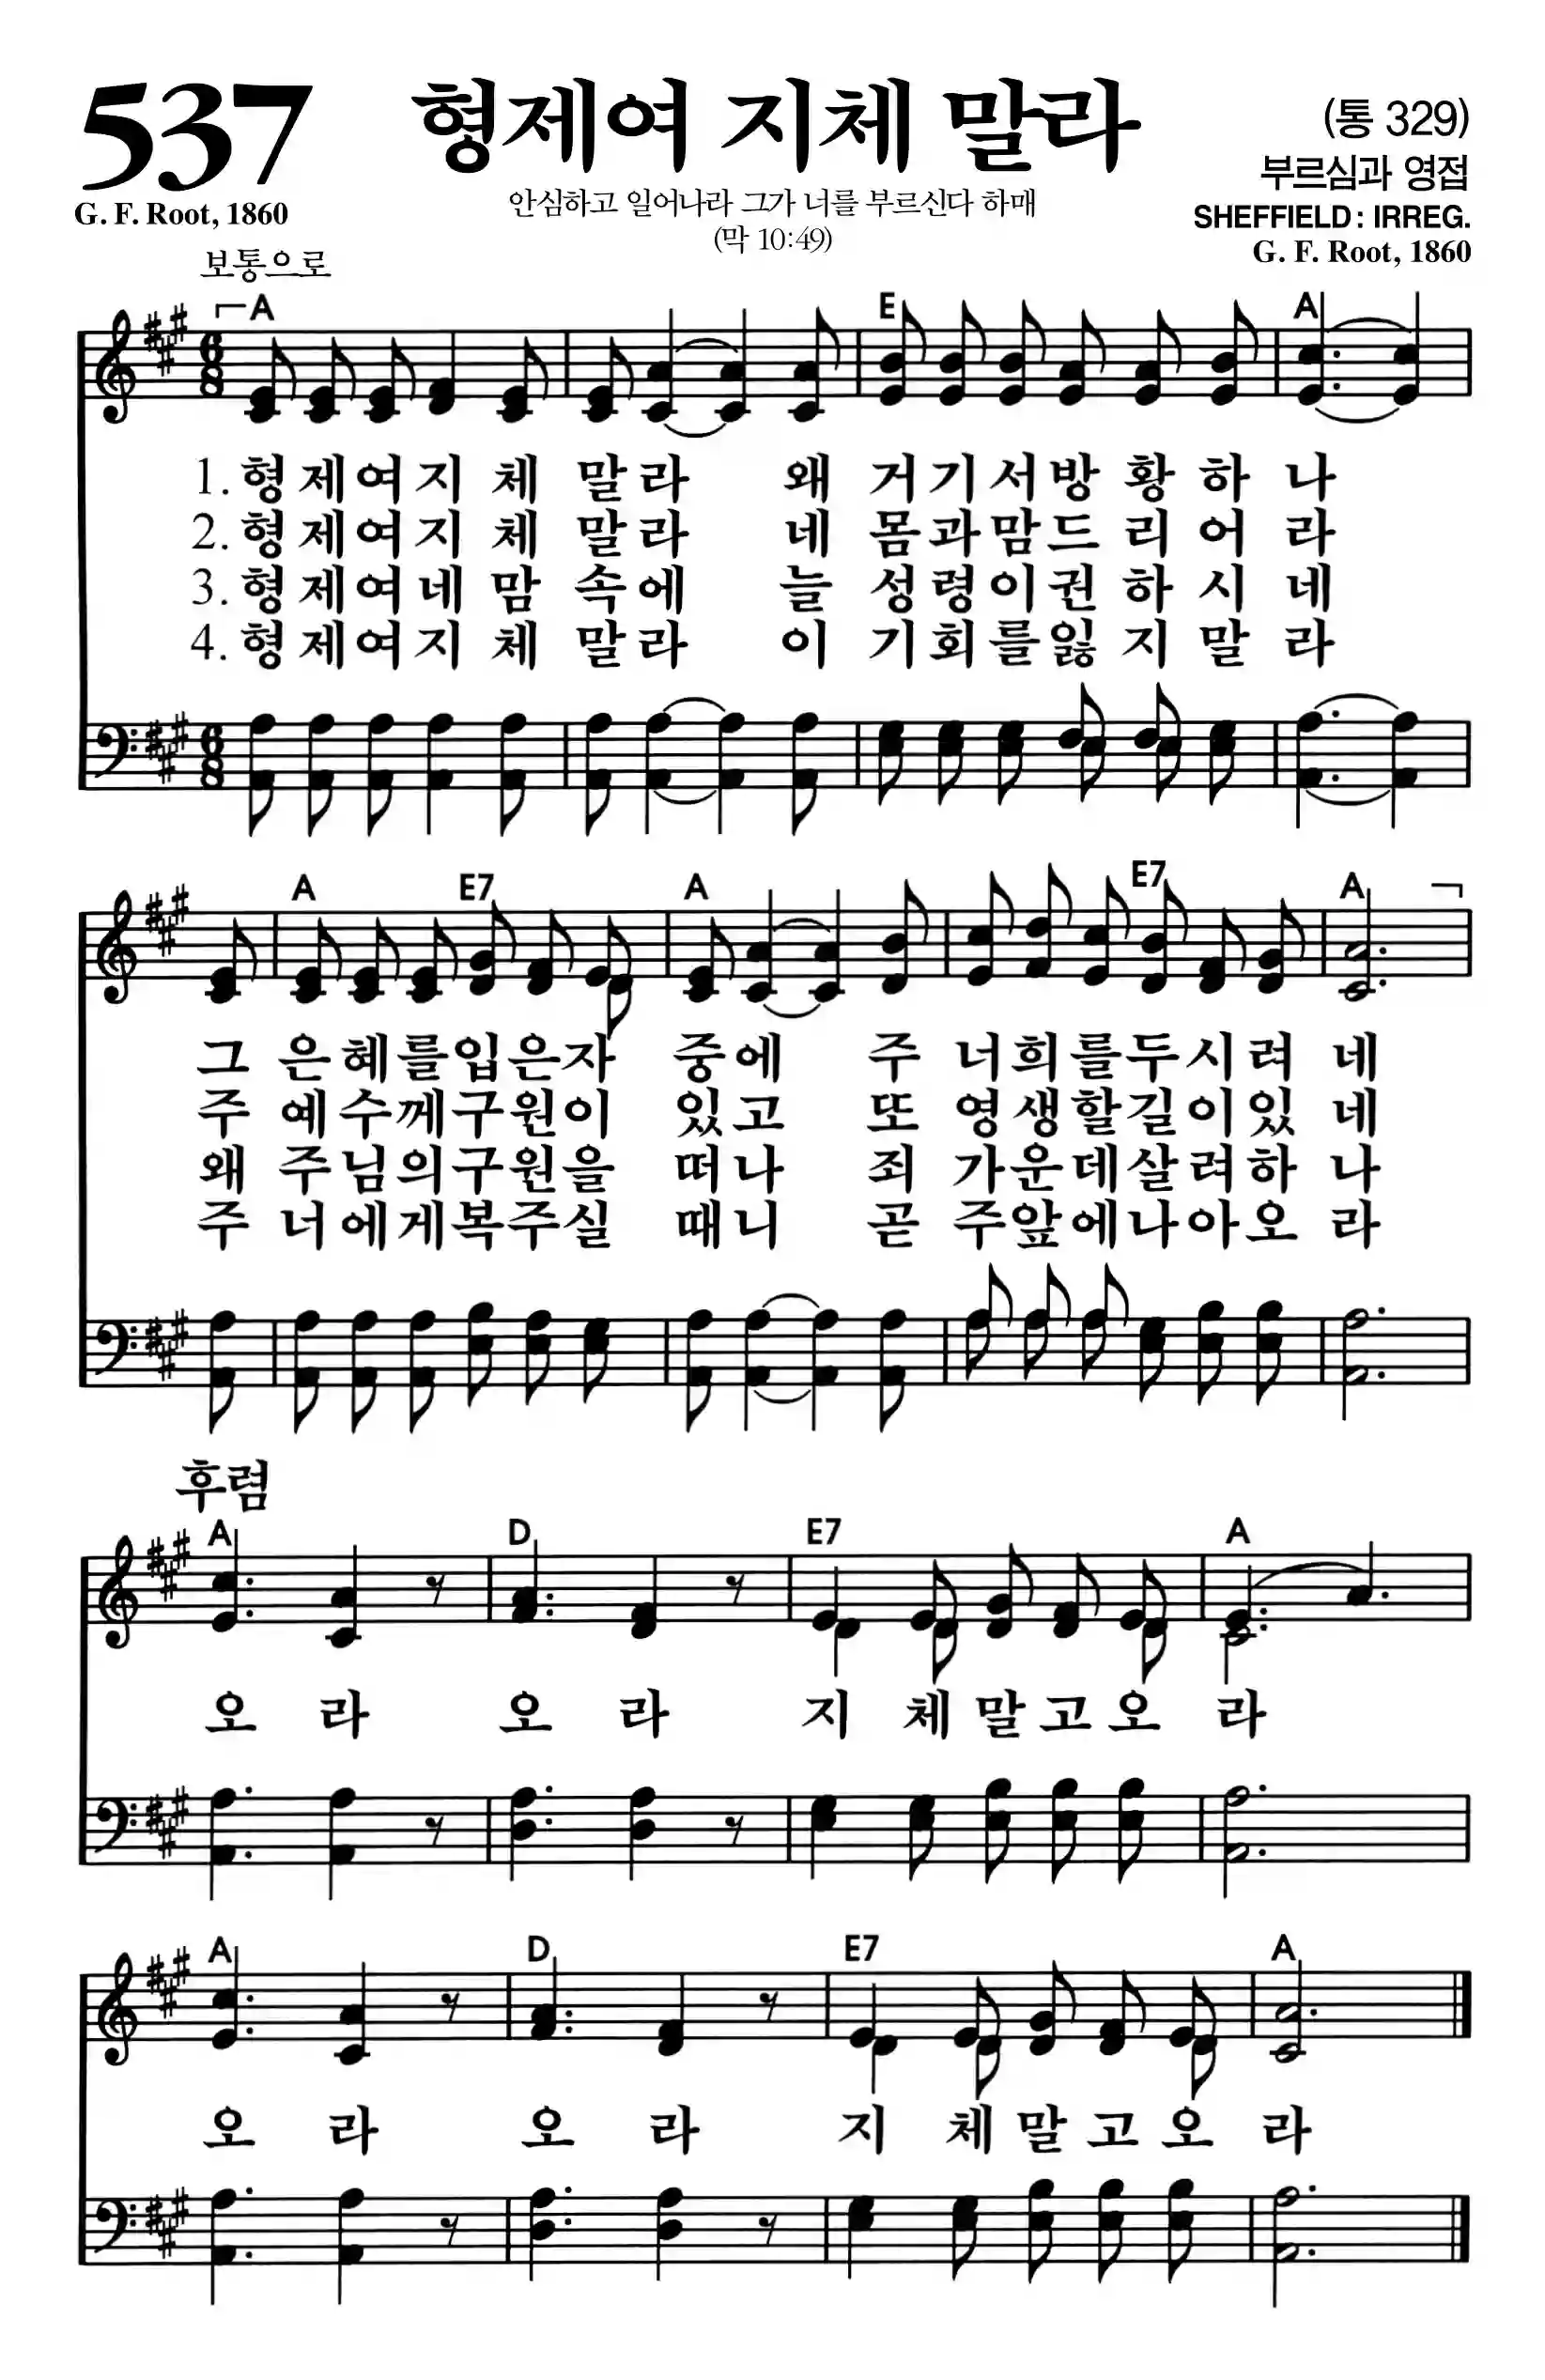 537 형제여 지체 말라 (통 329)
부르심과 영접
G. F. Root, 1860 안심하고 일어나라 그가 너를 부르신다 하매 SHEFFIELD : IRREG.
(막 10:49) G. F. Root, 1860
보통으로
A E A
6 8
1. 형제여지 체 말라 왜 거기서방 황하 나
2. 형제여지 체 말라 네 몸과맘드 리어 라
3. 형제여네 맘 속에 늘 성령이권 하시 네
4. 형제여지 체 말라 이 기회를잃 지말 라
6 8
A E7 A E7 A
그 은혜를입은자 중에 주 너희를두시려 네
주 예수께구원이 있고 또 영생할길이있 네
왜 주님의구원을 떠나 죄 가운데살려하 나
주 너에게복주실 때니 곧 주앞에나아오 라
후렴
A D E7 A
오 라 오 라 지 체말고오 라
A D E7 A
오 라 오 라 지 체말고오 라